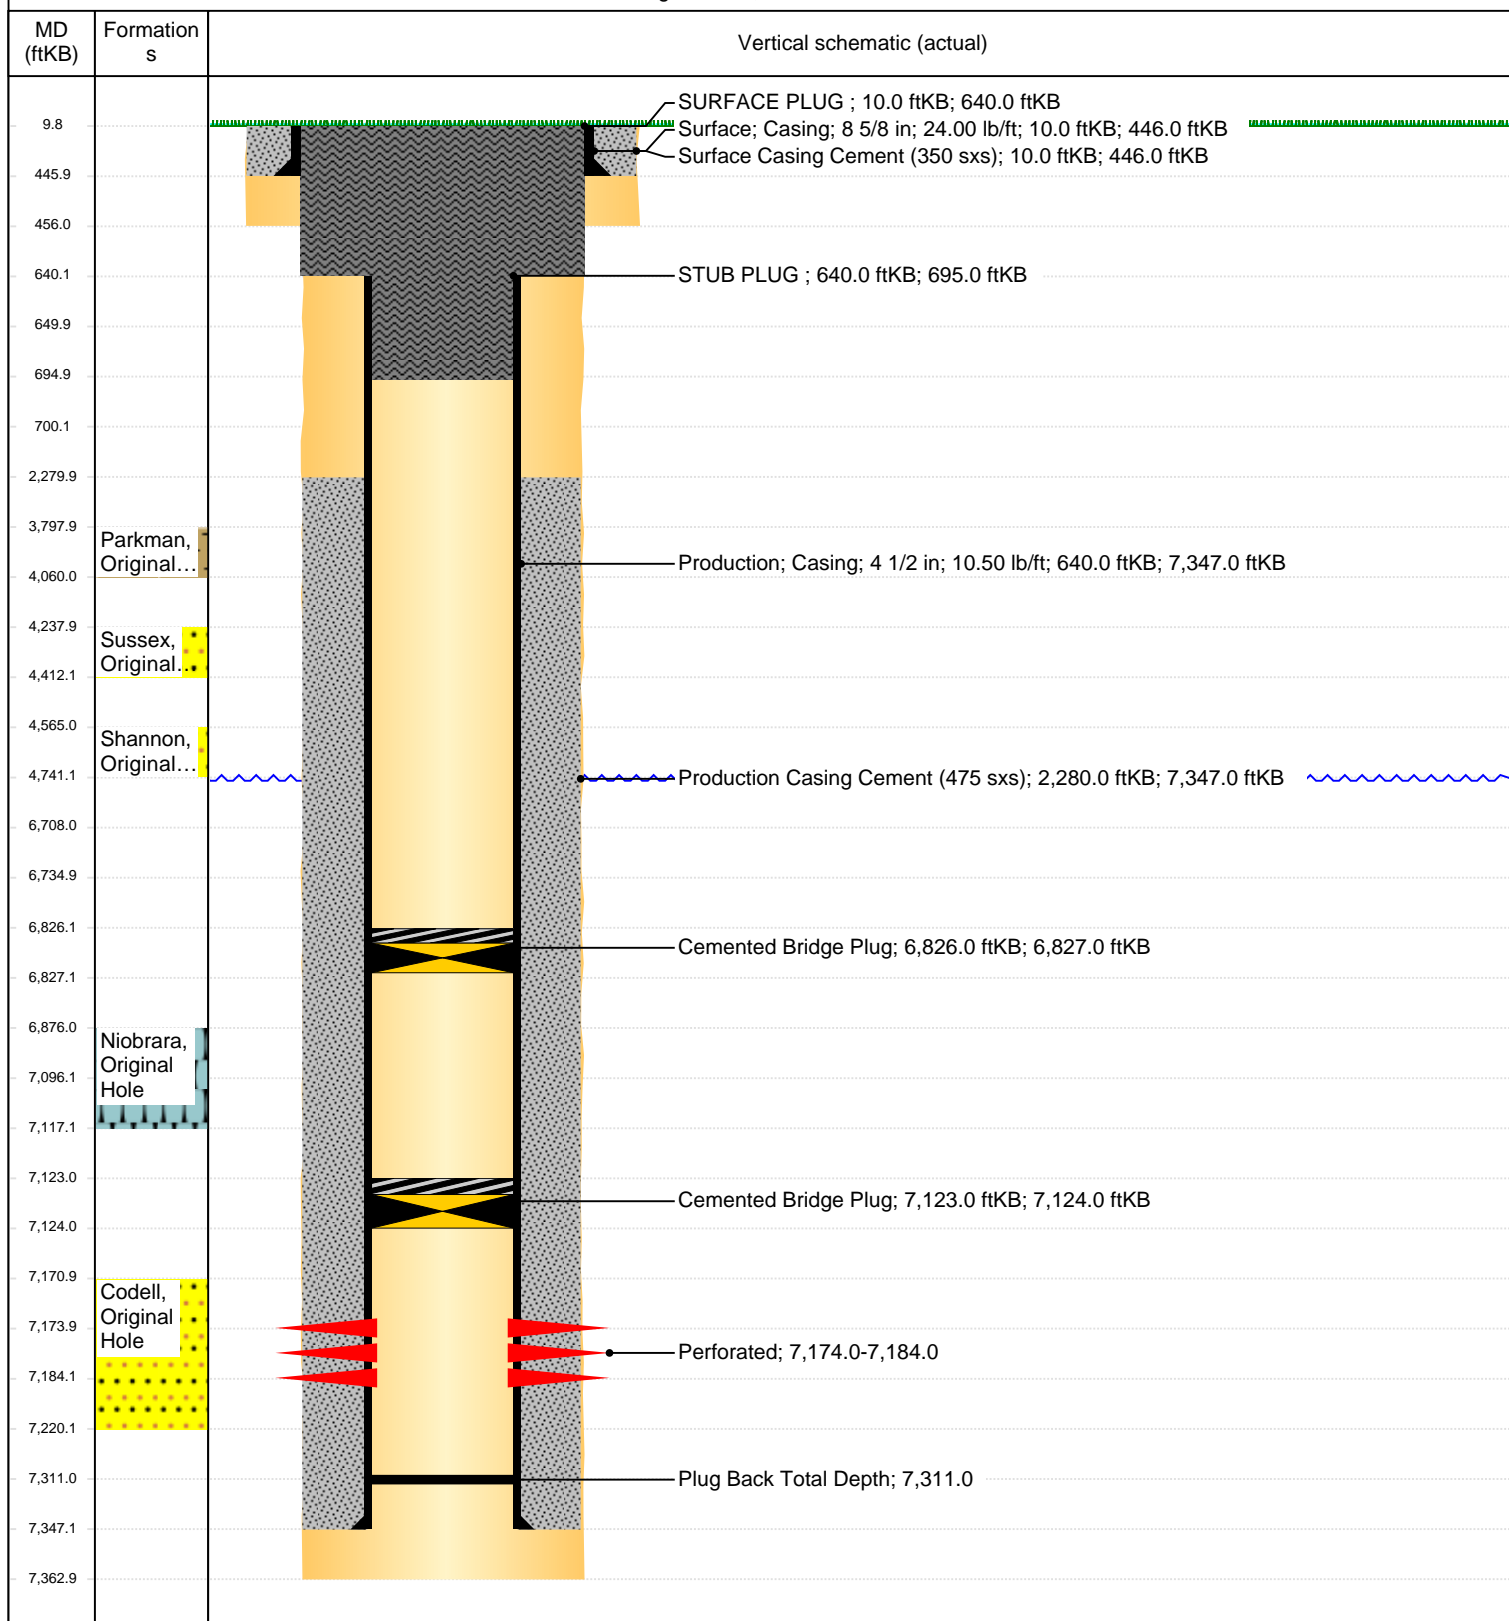 MD
(ftKB)
Formation
s
Vertical schematic (actual)
9.8
445.9
456.0
640.1
649.9
694.9
700.1
2,279.9
3,797.9
4,060.0
4,237.9
4,412.1
4,565.0
4,741.1
6,708.0
6,734.9
6,826.1
6,827.1
6,876.0
7,096.1
7,117.1
7,123.0
7,124.0
7,170.9
7,173.9
7,184.1
7,220.1
7,311.0
7,347.1
7,362.9
Parkman,
Original…
Sussex,
Original…
Shannon,
Original…
Niobrara,
Original
Hole
Codell,
Original
Hole
SURFACE PLUG ; 10.0 ftKB; 640.0 ftKB
Surface; Casing; 8 5/8 in; 24.00 lb/ft; 10.0 ftKB; 446.0 ftKB
Surface Casing Cement (350 sxs); 10.0 ftKB; 446.0 ftKB
STUB PLUG ; 640.0 ftKB; 695.0 ftKB
Production; Casing; 4 1/2 in; 10.50 lb/ft; 640.0 ftKB; 7,347.0 ftKB
Production Casing Cement (475 sxs); 2,280.0 ftKB; 7,347.0 ftKB
Cemented Bridge Plug; 6,826.0 ftKB; 6,827.0 ftKB
Cemented Bridge Plug; 7,123.0 ftKB; 7,124.0 ftKB
Perforated; 7,174.0-7,184.0
Plug Back Total Depth; 7,311.0